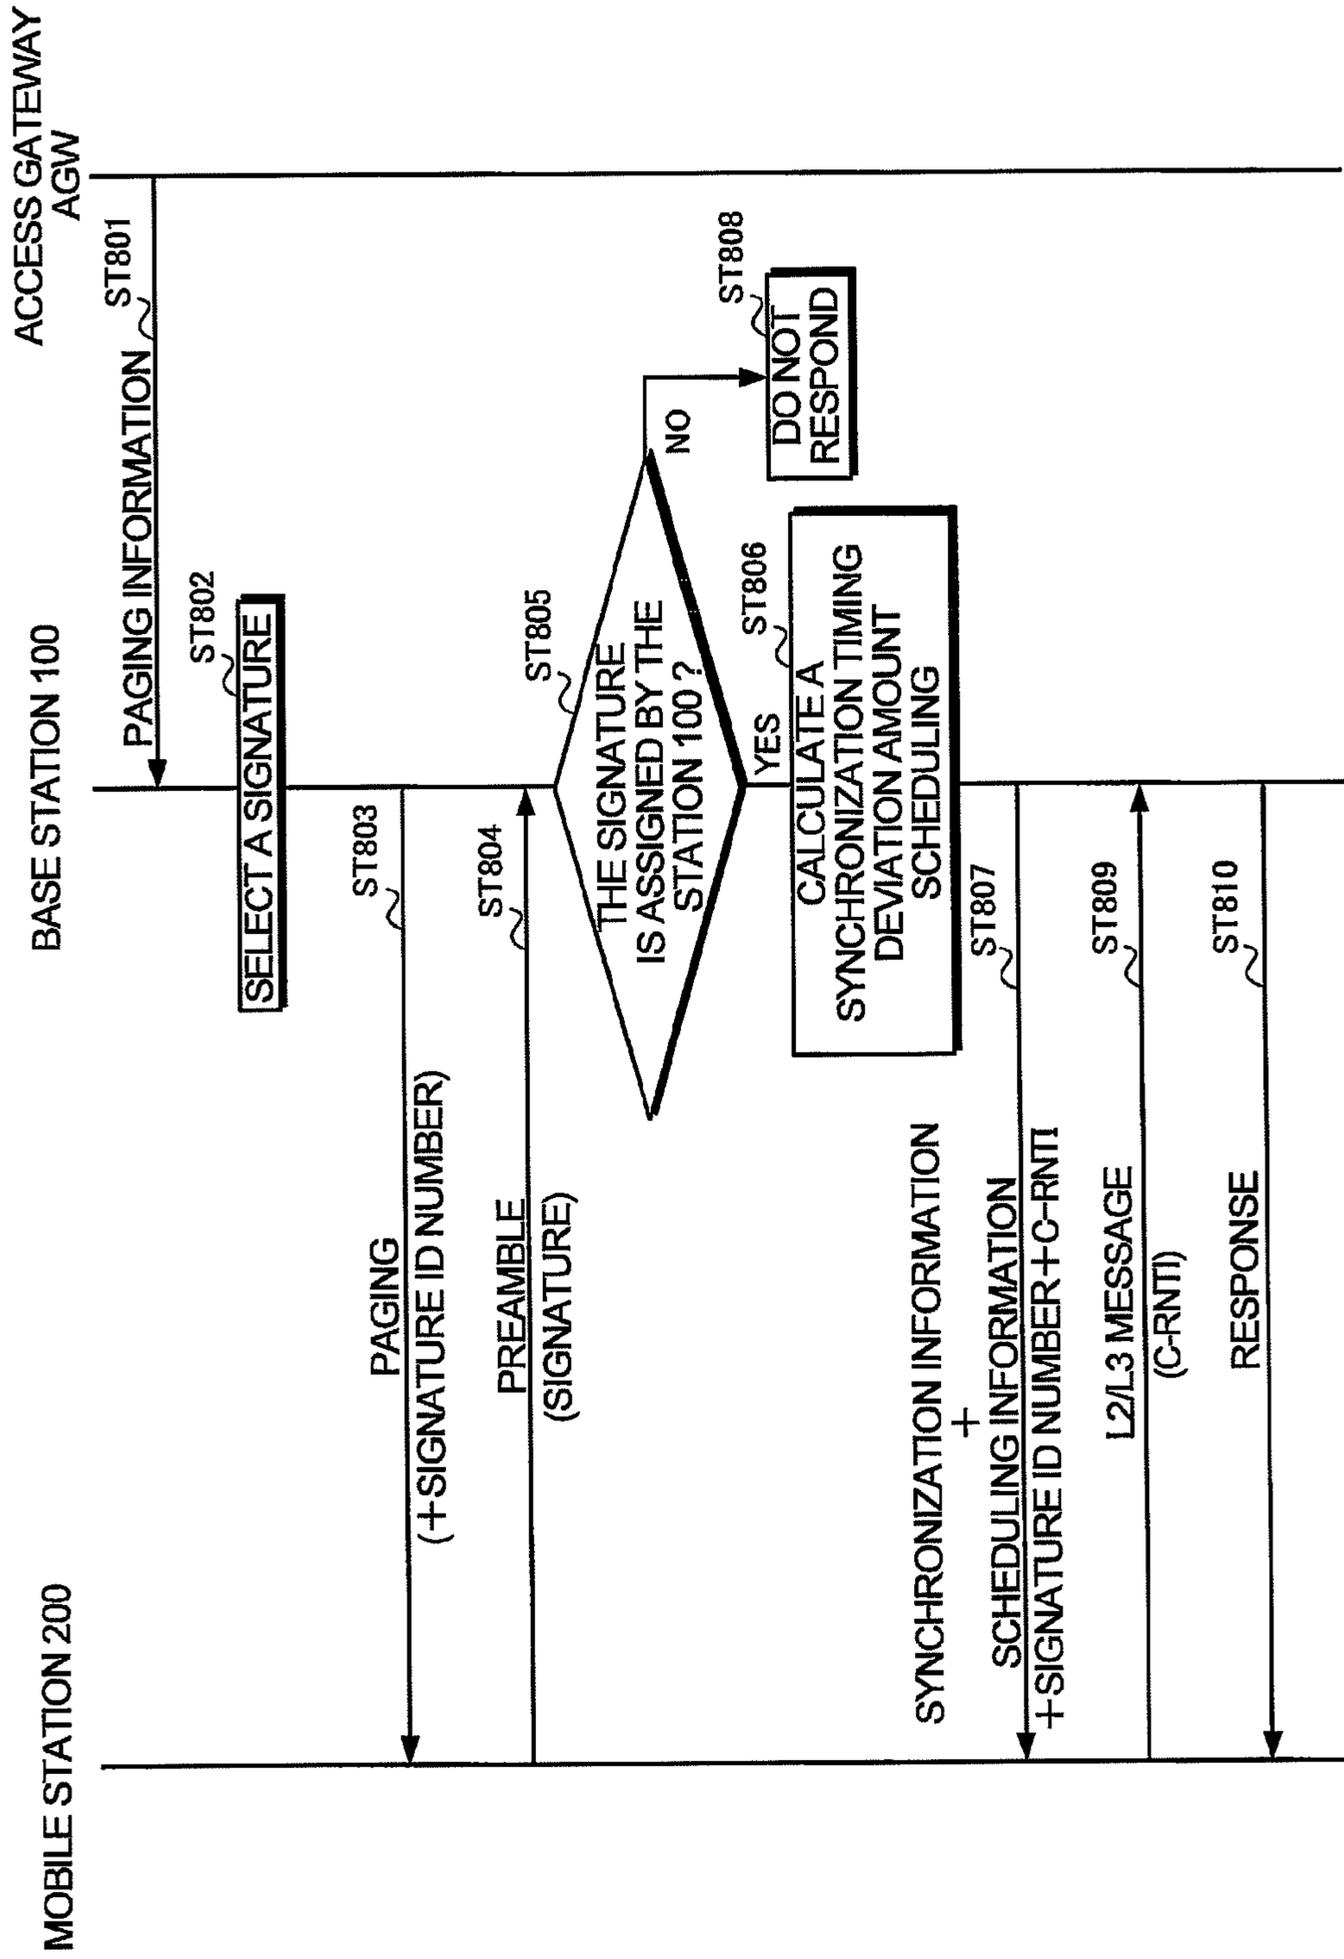 MOBILE STATION 200
BASE STATION 100
ACCESS GATEWAY
AGW
ST801
PAGING INFORMATION
ST802
SELECT A SIGNATURE
ST803
PAGING
(+SIGNATURE ID NUMBER)
ST804
PREAMBLE
(SIGNATURE)
ST805
THE SIGNATURE
IS ASSIGNED BY THE
STATION 100 ?
NO
YES
ST808
DO NOT
RESPOND
ST806
CALCULATE A
SYNCHRONIZATION TIMING
DEVIATION AMOUNT
SCHEDULING
ST807
SYNCHRONIZATION INFORMATION
+
SCHEDULING INFORMATION
+SIGNATURE ID NUMBER+C-RNTI
ST809
L2/L3 MESSAGE
(C-RNTI)
ST810
RESPONSE